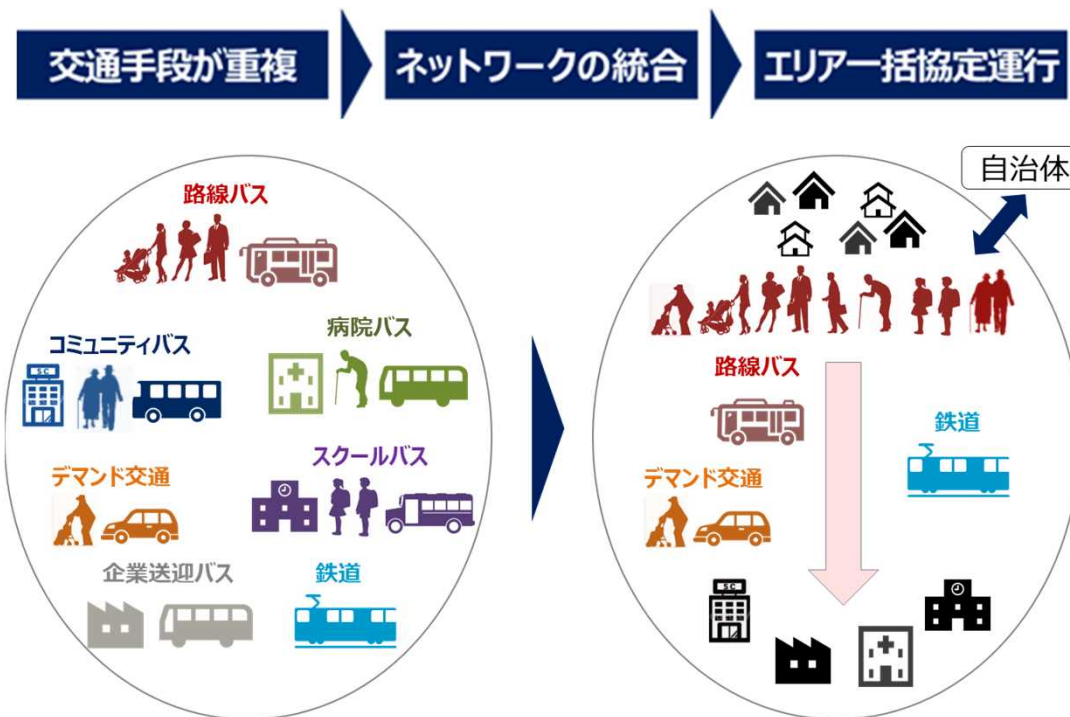 交通手段が重複
ネットワークの統合
エリア一括協定運行
路線バス
コミュニティバス
SC
病院バス
デマンド交通
スクールバス
企業送迎バス
鉄道
自治体
路線バス
鉄道
デマンド交通
SC